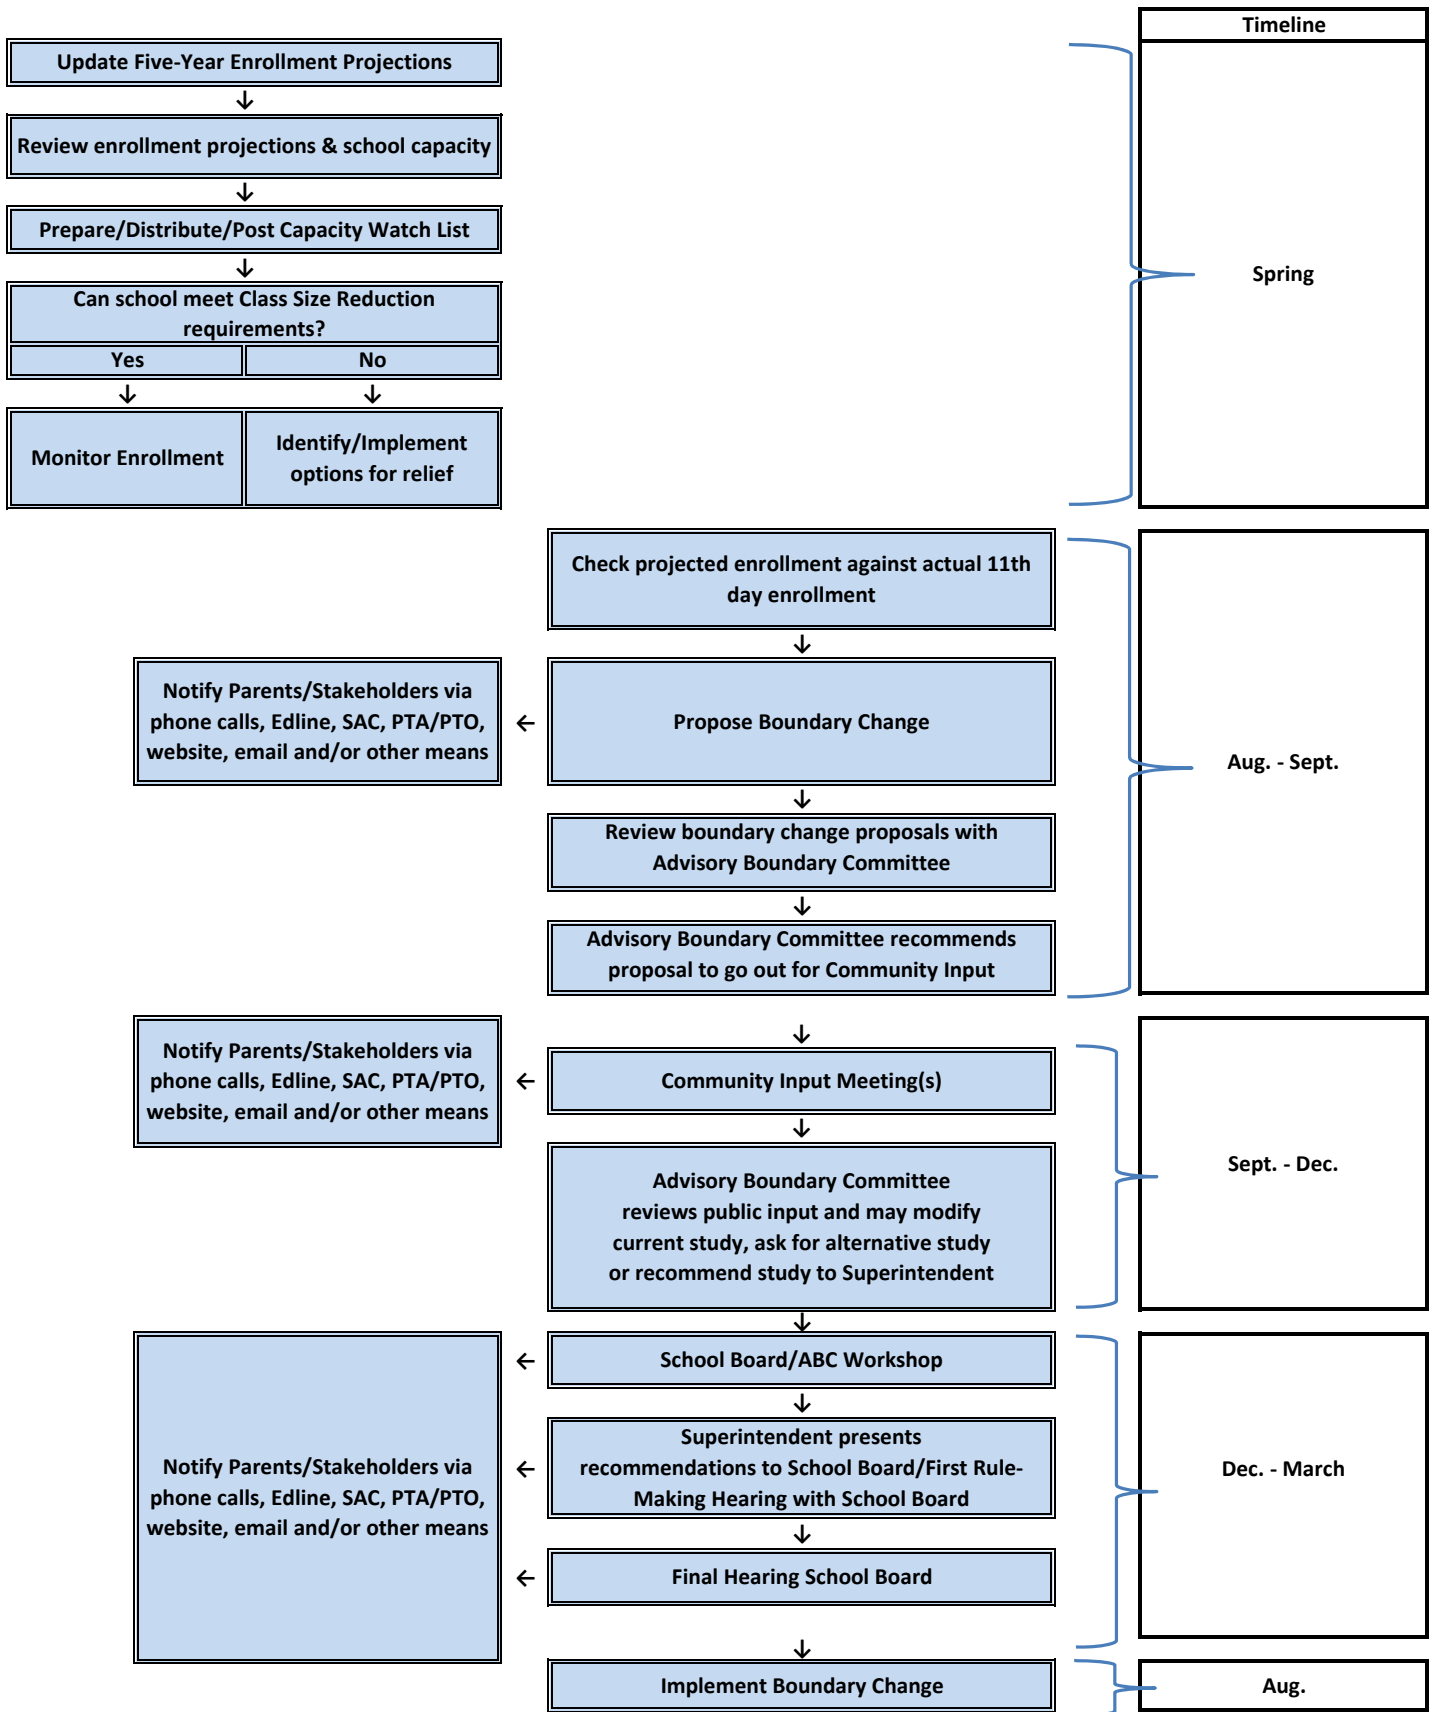 Timeline
Update Five-Year Enrollment Projections
Review enrollment projections & school capacity
Prepare/Distribute/Post Capacity Watch List
Can school meet Class Size Reduction
requirements?
Yes
No
Monitor Enrollment
Identify/Implement
options for relief
Spring
Check projected enrollment against actual 11th
day enrollment
Notify Parents/Stakeholders via
phone calls, Edline, SAC, PTA/PTO,
website, email and/or other means
Propose Boundary Change
Review boundary change proposals with
Advisory Boundary Committee
Advisory Boundary Committee recommends
proposal to go out for Community Input
Aug. - Sept.
Notify Parents/Stakeholders via
phone calls, Edline, SAC, PTA/PTO,
website, email and/or other means
Community Input Meeting(s)
Advisory Boundary Committee
reviews public input and may modify
current study, ask for alternative study
or recommend study to Superintendent
Sept. - Dec.
Notify Parents/Stakeholders via
phone calls, Edline, SAC, PTA/PTO,
website, email and/or other means
School Board/ABC Workshop
Superintendent presents
recommendations to School Board/First Rule-
Making Hearing with School Board
Final Hearing School Board
Dec. - March
Implement Boundary Change
Aug.